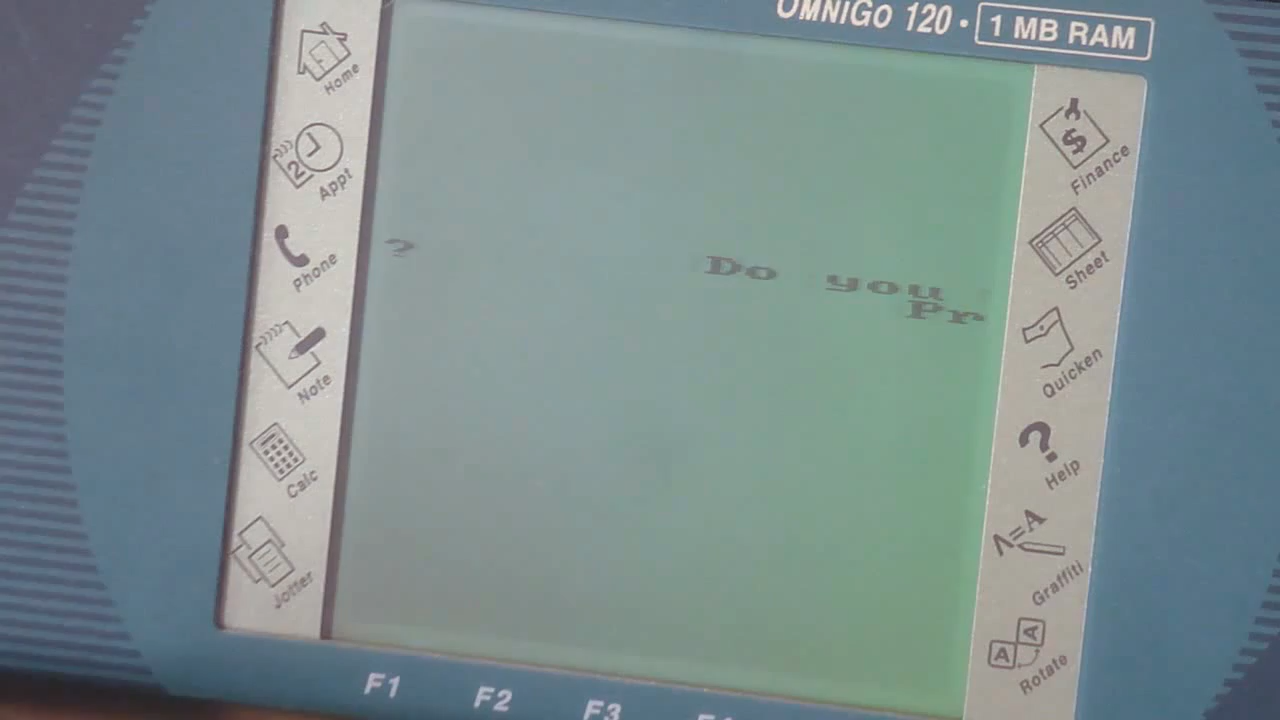 OMNIGO 120 • 1 MB RAM
Home
2
Appt
Phone
Note
Calc
Jotter
?
Do you
Pr
$
Finance
Sheet
Quicken
?
Help
Λ=A
Graffiti
A A
Rotate
F1 F2 F3